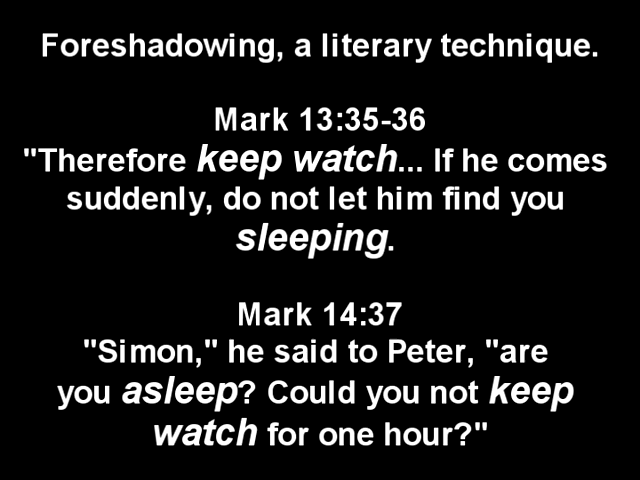 Foreshadowing, a literary technique.
Mark 13:35-36
"Therefore keep watch... If he comes
suddenly, do not let him find you
sleeping.
Mark 14:37
"Simon," he said to Peter, "are
you asleep? Could you not keep
watch for one hour?"